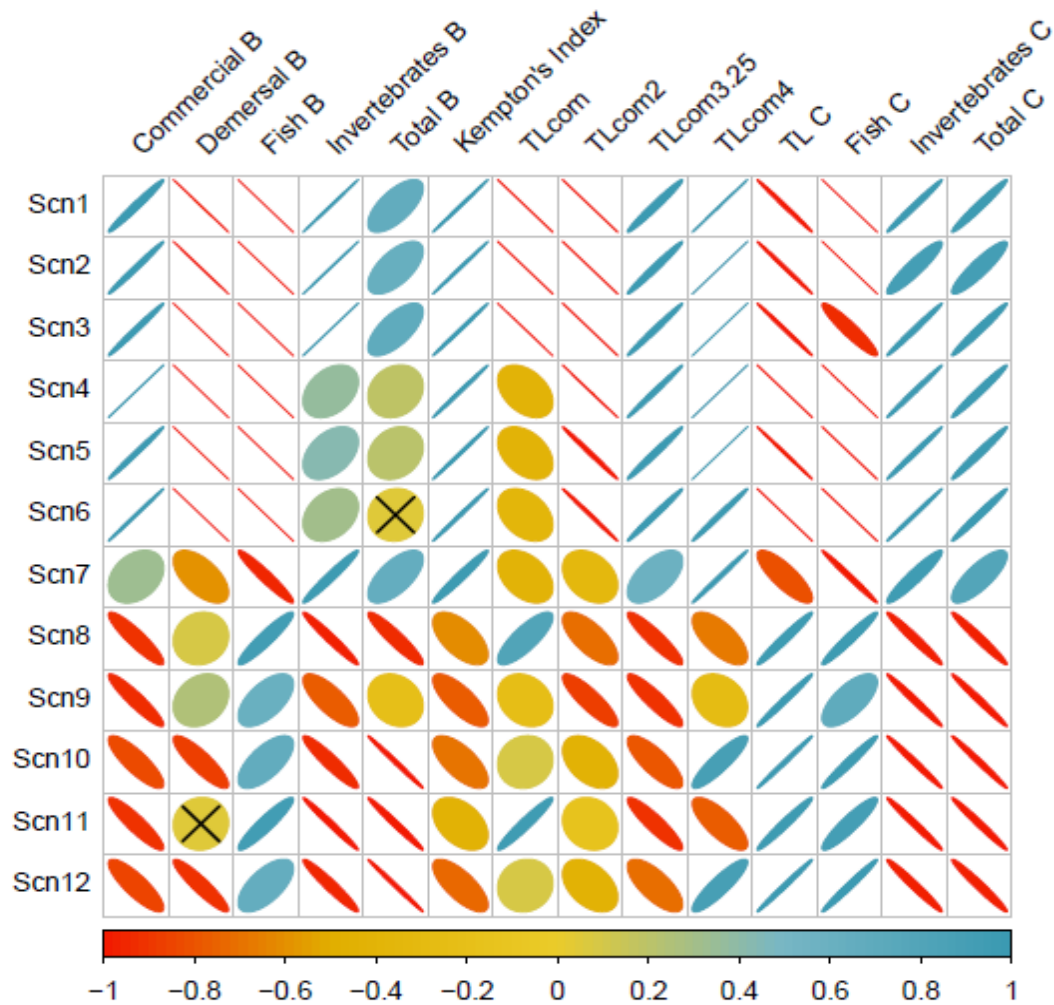 Commercial B
Demersal B
Fish B
Invertebrates B
Total B
Kempton's Index
TLcom
TLcom2
TLcom3.25
TLcom4
TL C
Fish C
Invertebrates C
Total C
Scn1
Scn2
Scn3
Scn4
Scn5
Scn6
Scn7
Scn8
Scn9
Scn10
Scn11
Scn12
−1 −0.8 −0.6 −0.4 −0.2 0 0.2 0.4 0.6 0.8 1